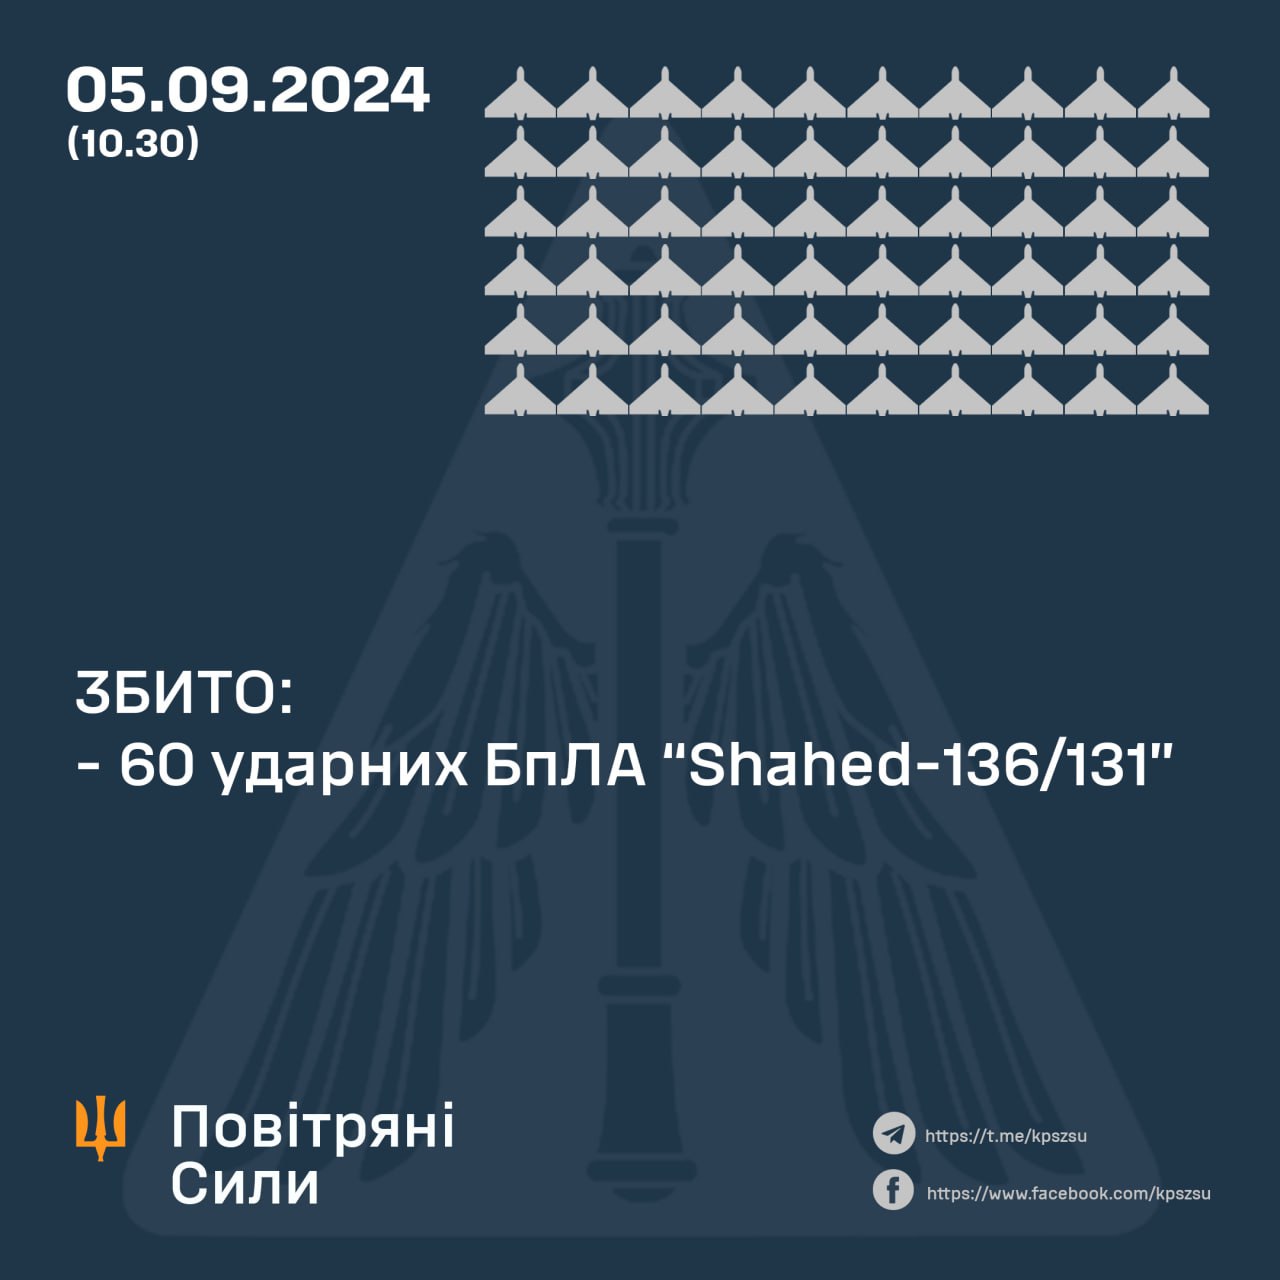 05.09.2024
(10.30)
ЗБИТО:
- 60 ударних БпЛА “Shahed-136/131”
Повітряні
Сили
https://t.me/kpszsu
https://www.facebook.com/kpszsu